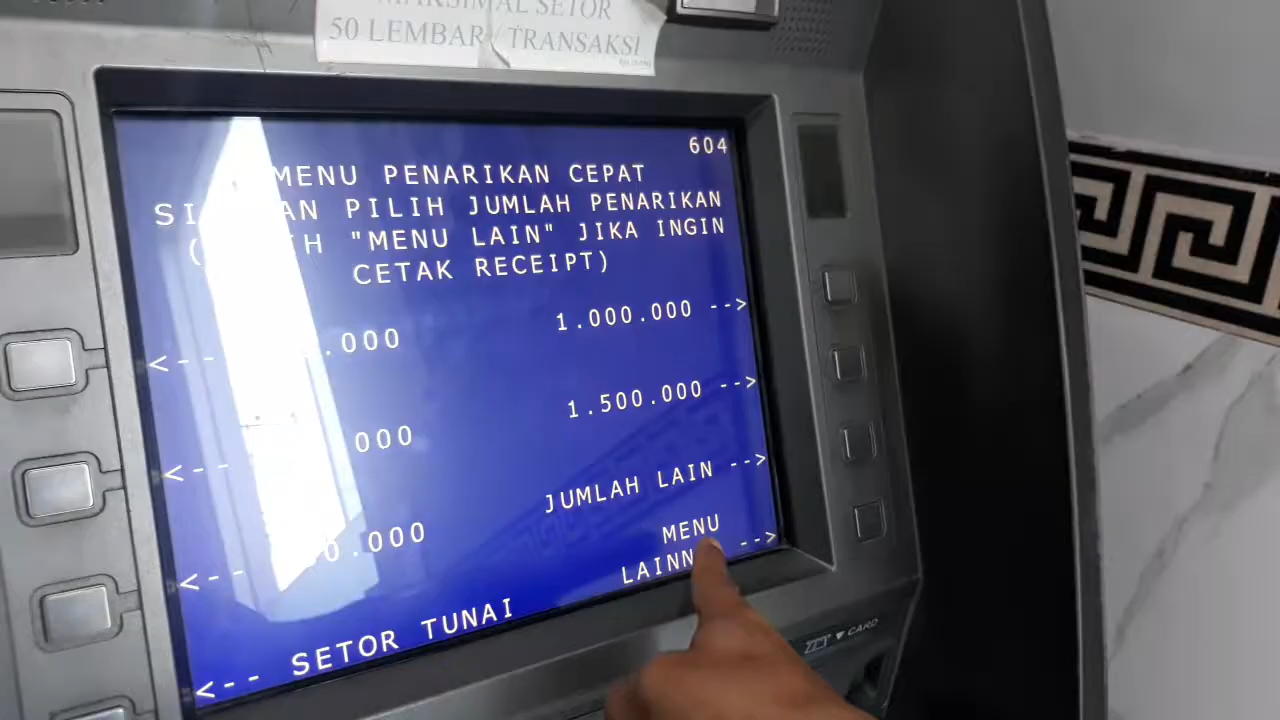 MAKSIMAL SETOR
50 LEMBAR / TRANSAKSI
604
MENU PENARIKAN CEPAT
PILIH JUMLAH PENARIKAN
"MENU LAIN" JIKA INGIN
CETAK RECEIPT)
.000
1.000.000 -->
<--
000
1.500.000 -->
<--
0.000
JUMLAH LAIN -->
<--
MENU
-->
<-- SETOR TUNAI
▼ CARD